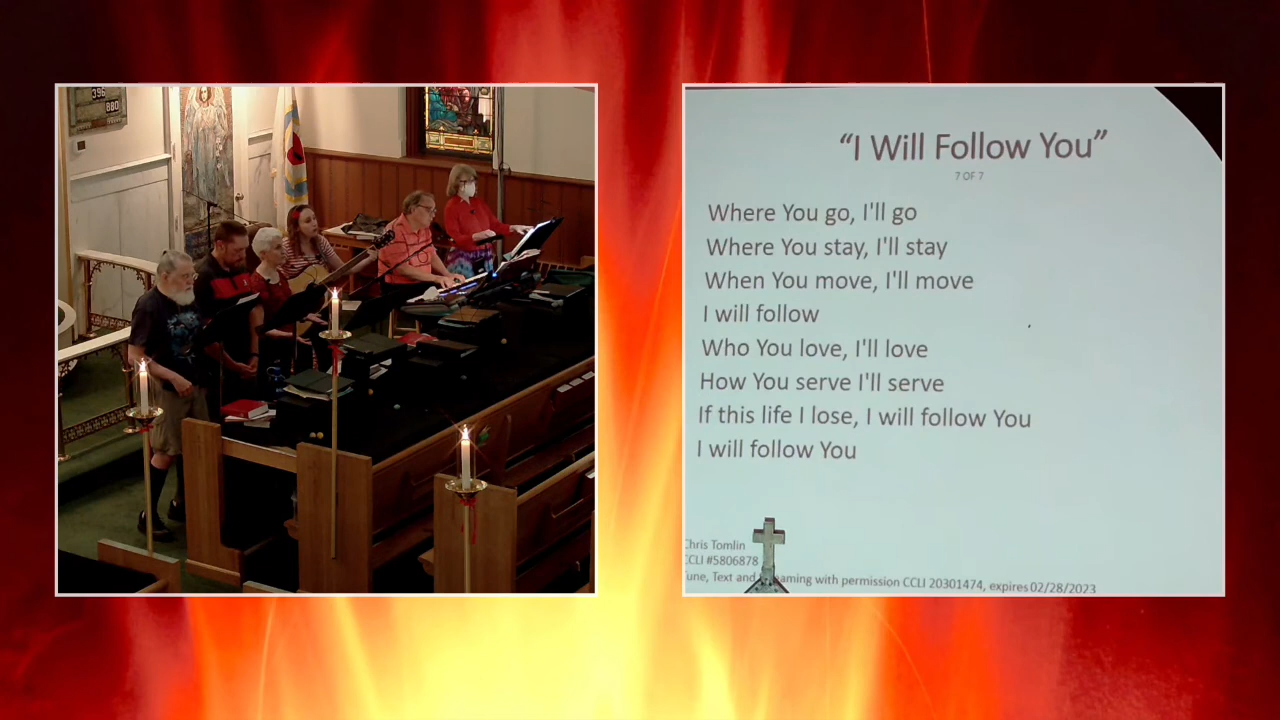 396
880
"I Will Follow You"
7 OF 7
Where You go, I'll go
Where You stay, I'll stay
When You move, I'll move
I will follow
Who You love, I'll love
How You serve I'll serve
If this life I lose, I will follow You
I will follow You
Chris Tomlin
CCLI #5806878
Tune, Text and with permission CCLI 20301474, expires 02/28/2023